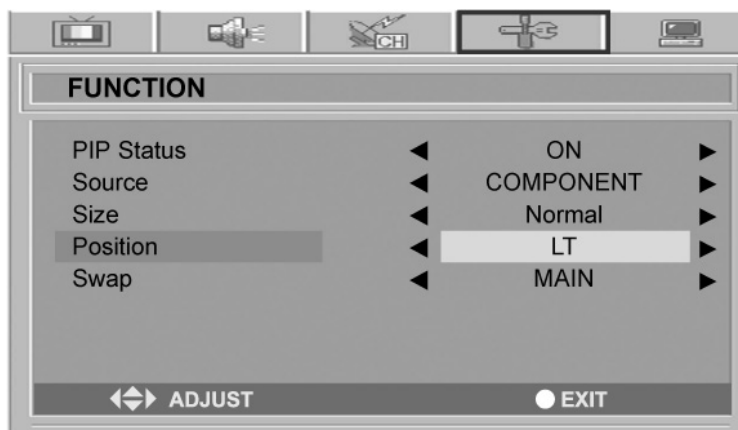 CH
FUNCTION
PIP Status ON
Source COMPONENT
Size Normal
Position LT
Swap MAIN
ADJUST EXIT